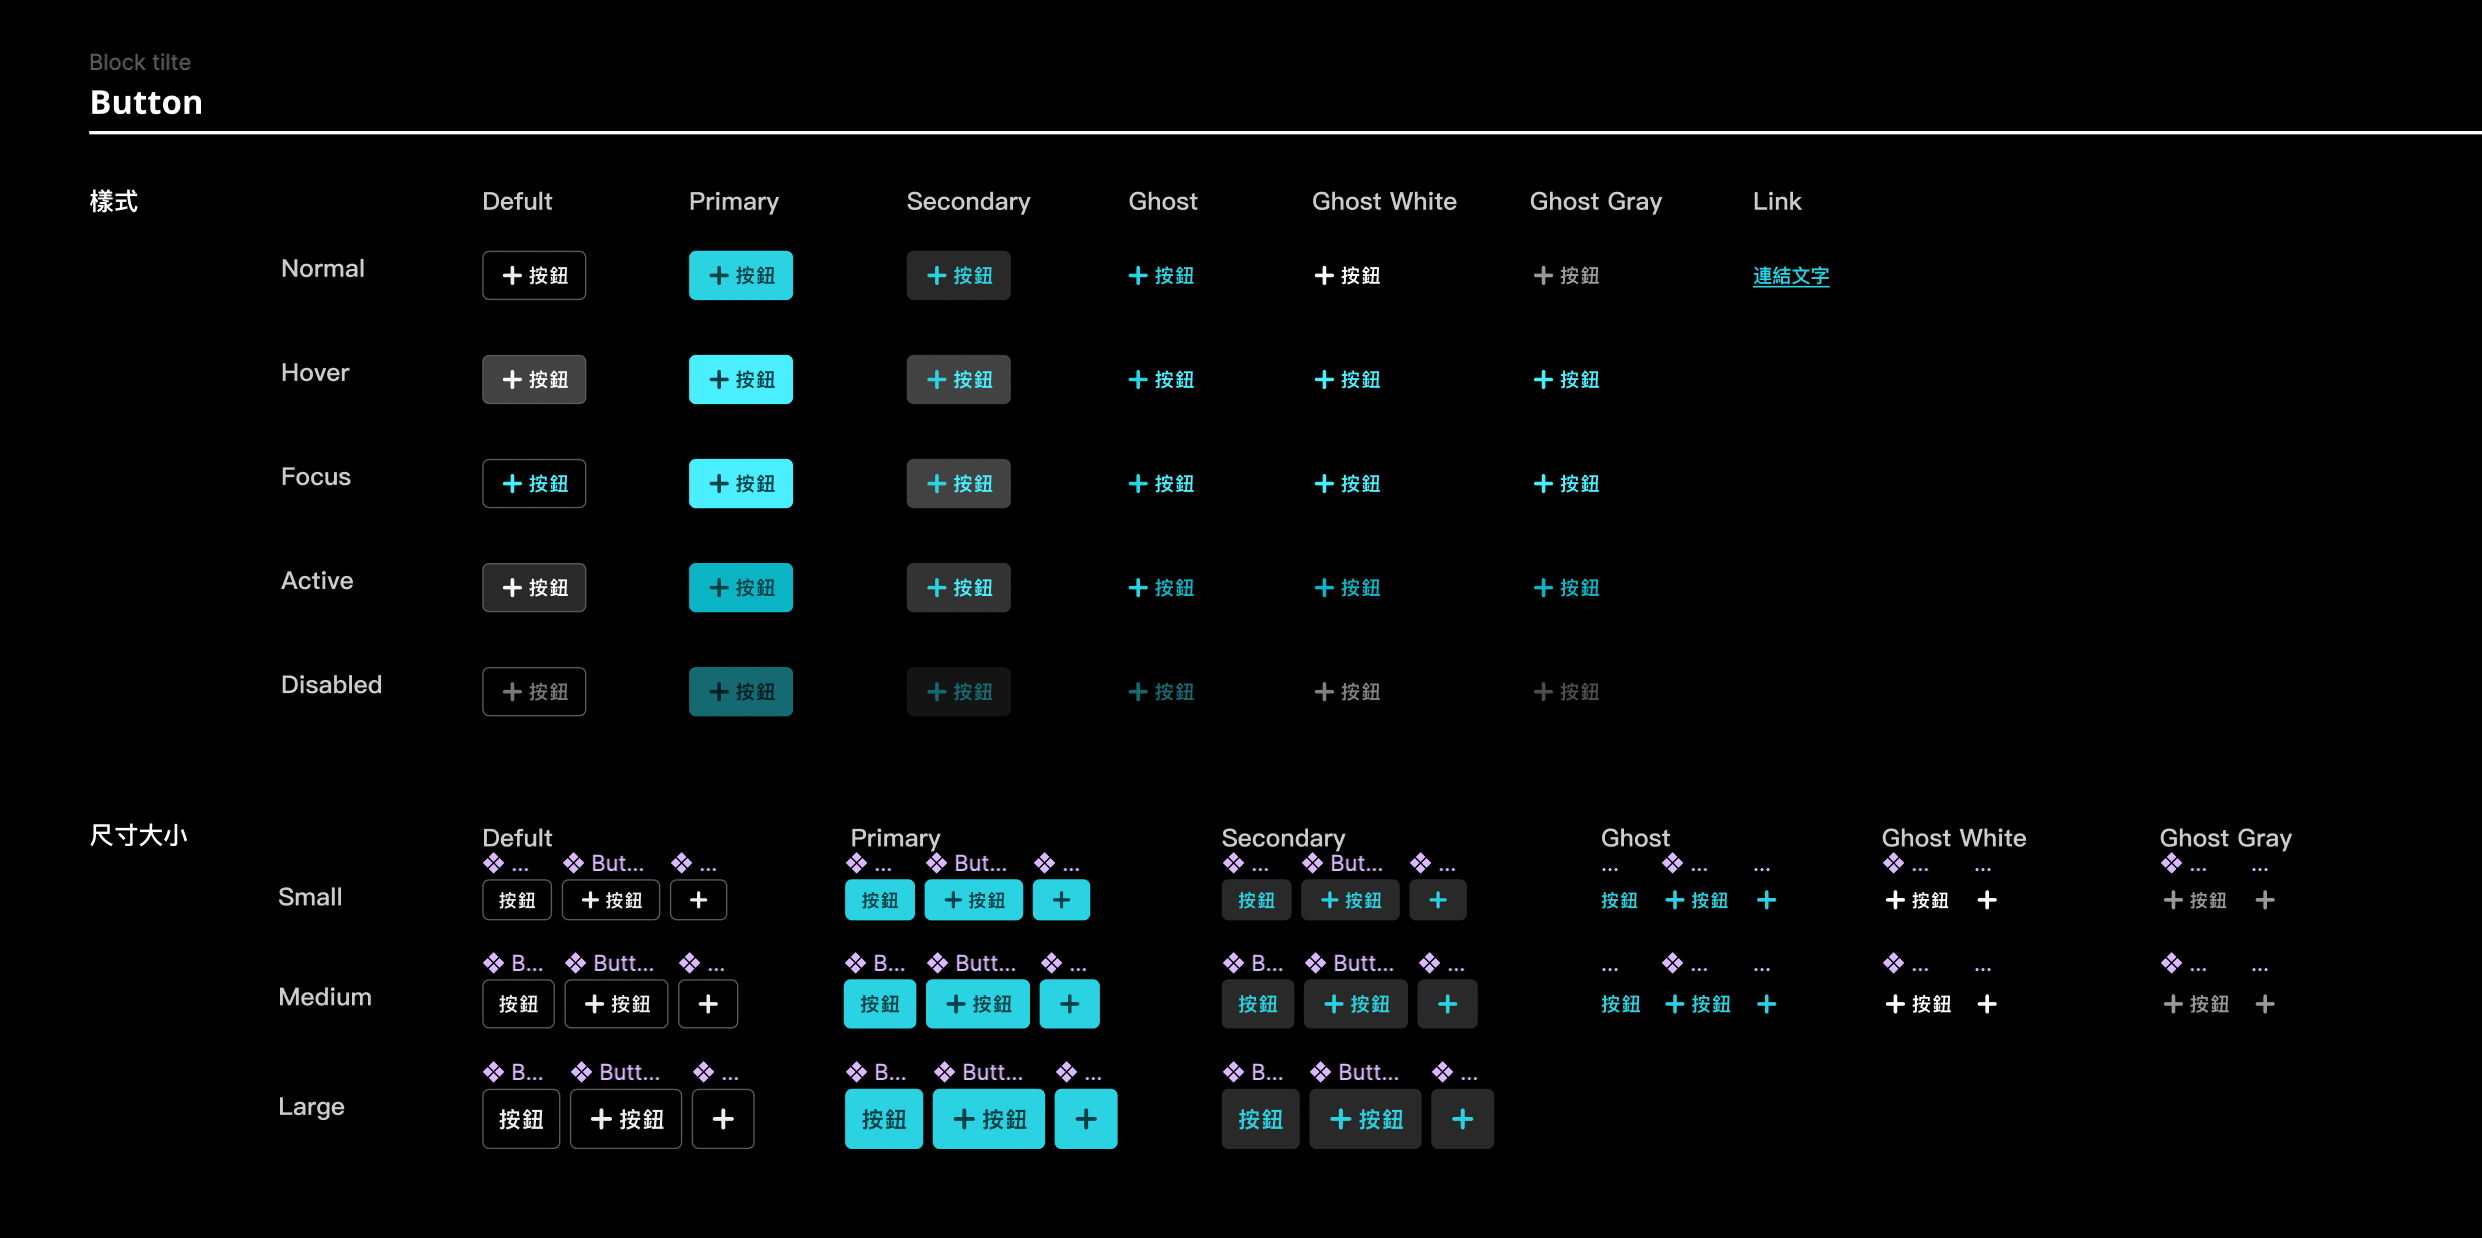 Block tilte
Button
樣式 Defult Primary Secondary Ghost Ghost White Ghost Gray Link
Normal 按鈕 按鈕 按鈕 按鈕 按鈕 按鈕 連結文字
Hover 按鈕 按鈕 按鈕 按鈕 按鈕 按鈕
Focus 按鈕 按鈕 按鈕 按鈕 按鈕 按鈕
Active 按鈕 按鈕 按鈕 按鈕 按鈕 按鈕
Disabled 按鈕 按鈕 按鈕 按鈕 按鈕 按鈕
尺寸大小 Defult Primary Secondary Ghost Ghost White Ghost Gray
... But... ... ... But... ... ... But... ... ... ... ... ... ... ... ...
Small 按鈕 按鈕 按鈕 按鈕 按鈕 按鈕 按鈕 按鈕 按鈕 按鈕
B... Butt... ... B... Butt... ... B... Butt... ... ... ... ... ... ... ... ...
Medium 按鈕 按鈕 按鈕 按鈕 按鈕 按鈕 按鈕 按鈕 按鈕 按鈕
B... Butt... ... B... Butt... ... B... Butt... ...
Large 按鈕 按鈕 按鈕 按鈕 按鈕 按鈕